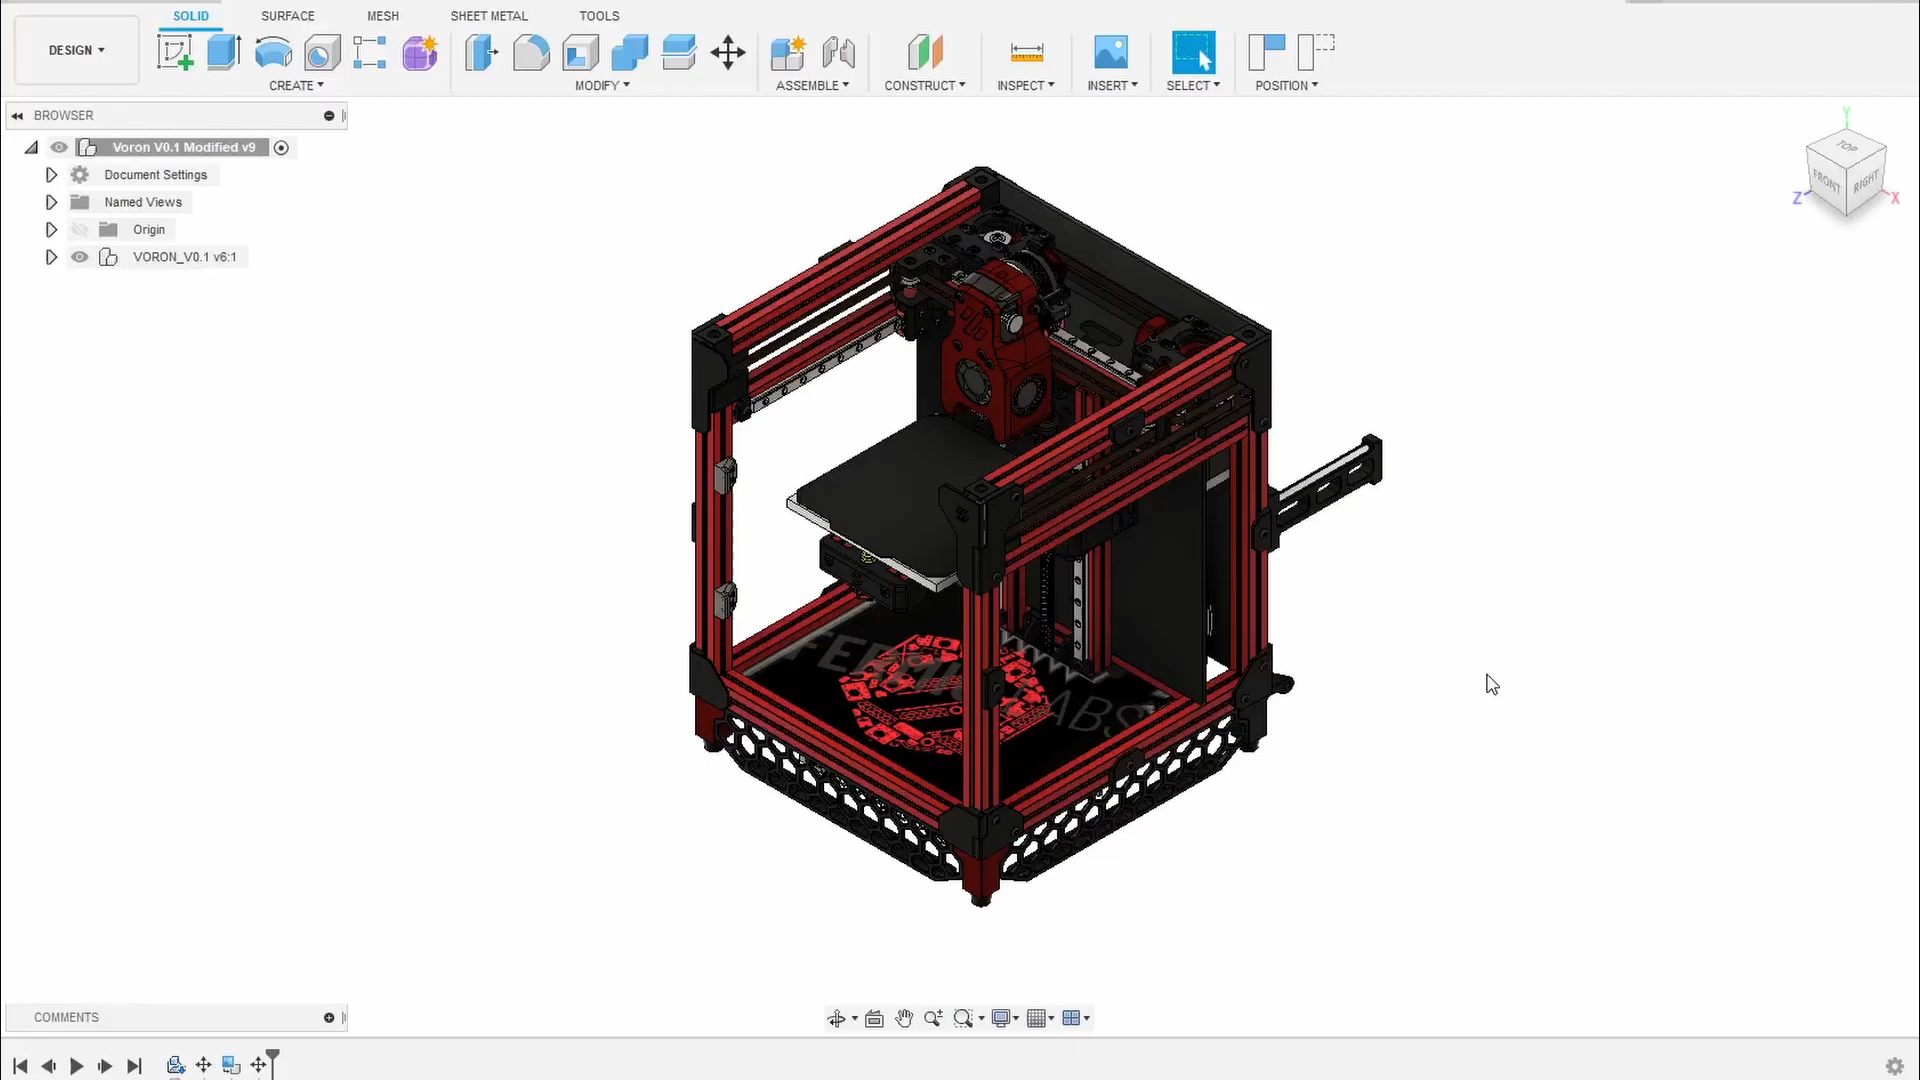 SOLID SURFACE MESH SHEET METAL TOOLS
DESIGN
CREATE MODIFY ASSEMBLE CONSTRUCT INSPECT INSERT SELECT POSITION
BROWSER
Voron V0.1 Modified v9
Document Settings
Named Views
Origin
VORON_V0.1 v6:1
Y
TOP
FRONT
RIGHT
Z
X
LABS
COMMENTS